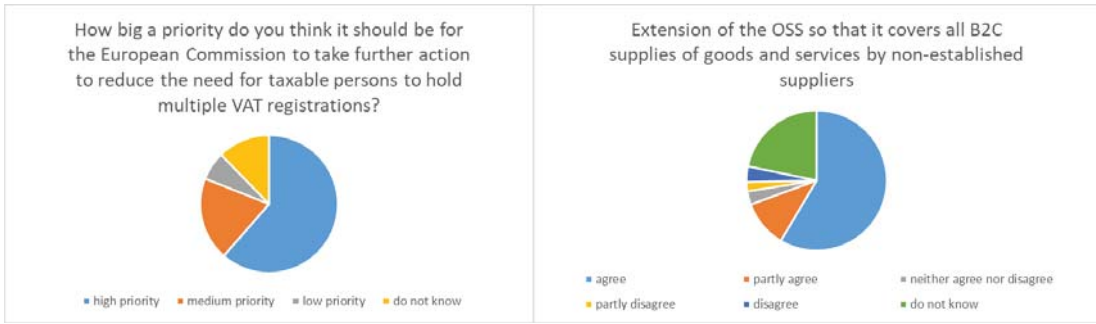 How big a priority do you think it should be for
the European Commission to take further action
to reduce the need for taxable persons to hold
multiple VAT registrations?
high priority medium priority low priority do not know
Extension of the OSS so that it covers all B2C
supplies of goods and services by non-established
suppliers
agree partly agree neither agree nor disagree
partly disagree disagree do not know